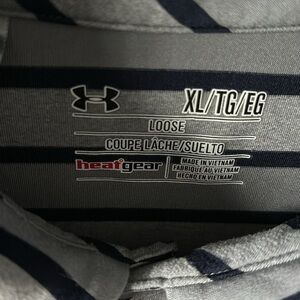 XL/TG/EG
LOOSE
COUPE LÂCHE/SUELTO
heatgear
MADE IN VIETNAM
FABRIQUÉ AU VIETNAM
HECHO EN VIETNAM